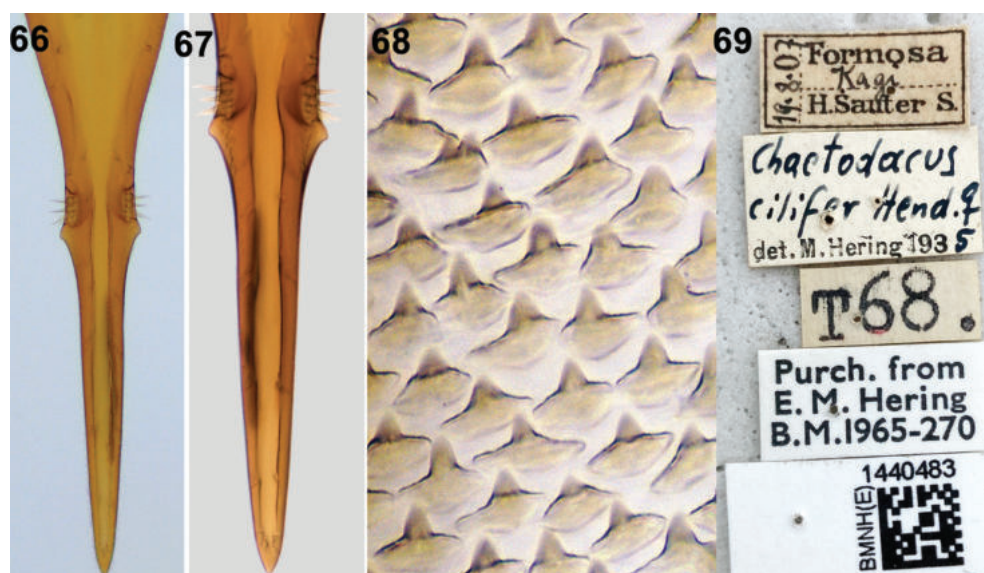 66
67
68
69
19.8.07
Formosa
Kagi
H.Sauter S.
Chaetodacus
cilifer Hend. ♀
det. M. Hering 1935
T68.
Purch. from
E. M. Hering
B.M.1965-270
1440483
BMNH(E)